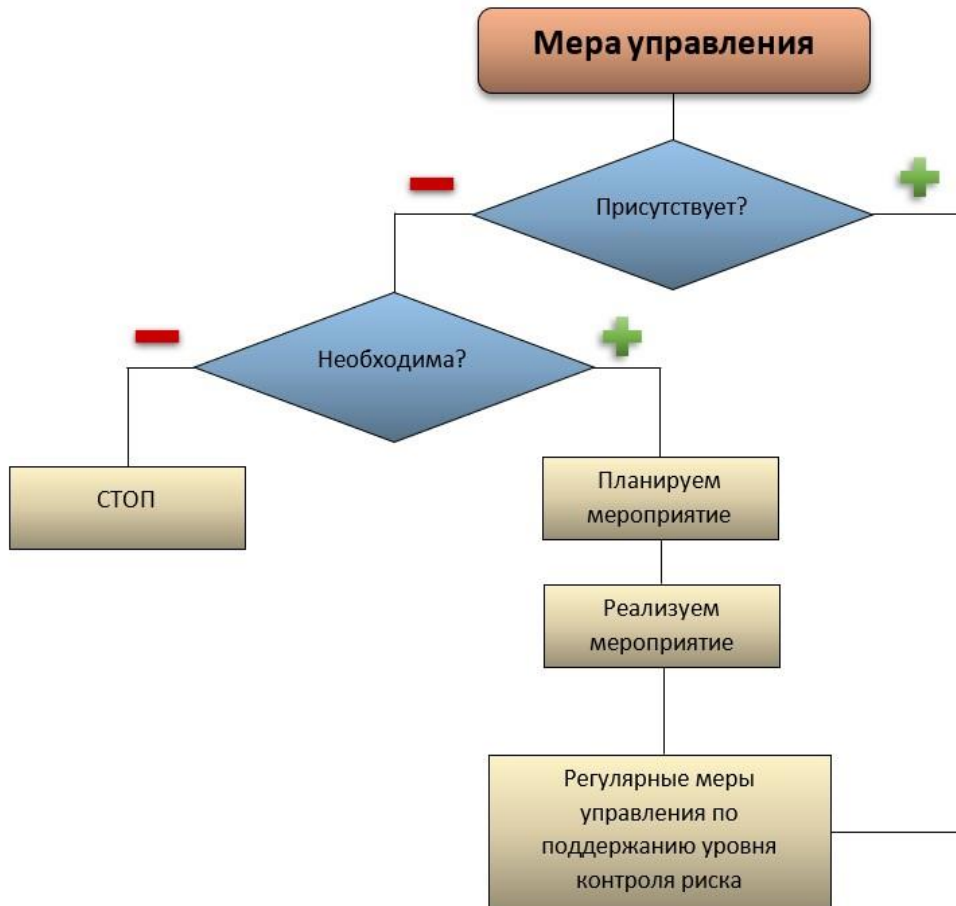 Мера управления
Присутствует?
Необходима?
СТОП
Планируем
мероприятие
Реализуем
мероприятие
Регулярные меры
управления по
поддержанию уровня
контроля риска